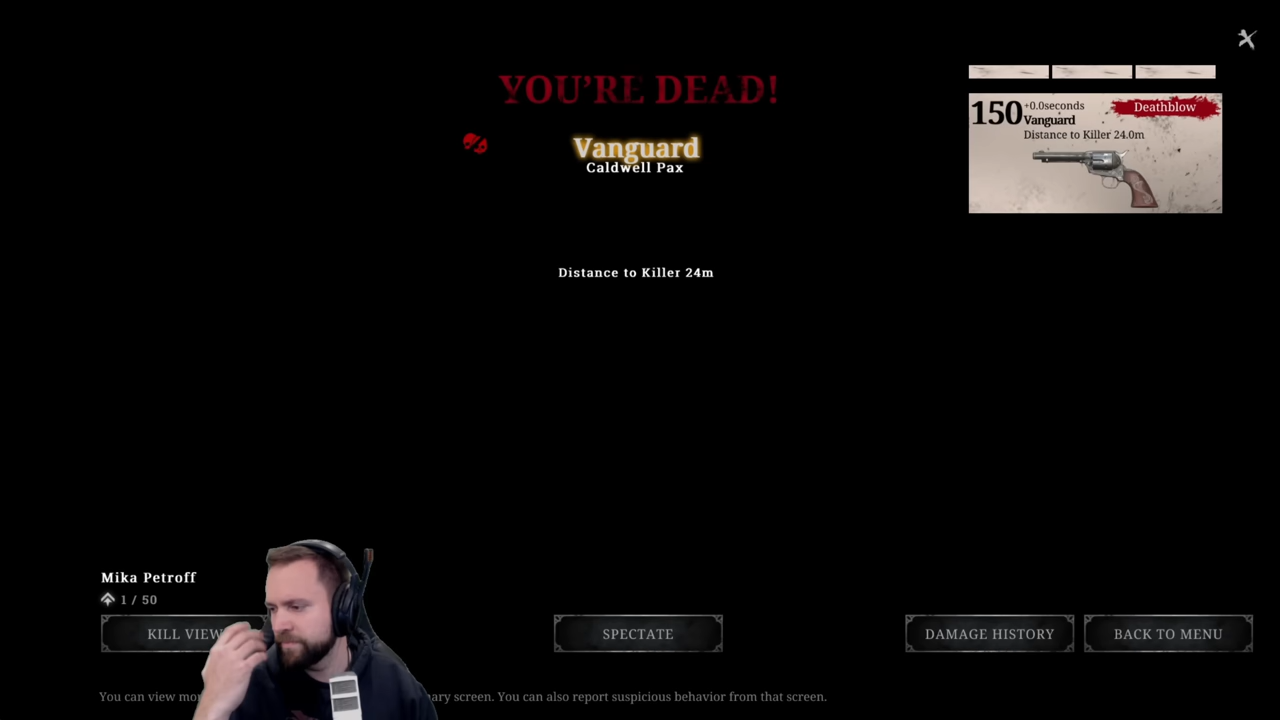 YOU'RE DEAD!
Vanguard
Caldwell Pax
Distance to Killer 24m
150
+0.0seconds
Vanguard
Distance to Killer 24.0m
Deathblow
Mika Petroff
1 / 50
KILL VIEW
SPECTATE
DAMAGE HISTORY
BACK TO MENU
You can view screen. You can also report suspicious behavior from that screen.